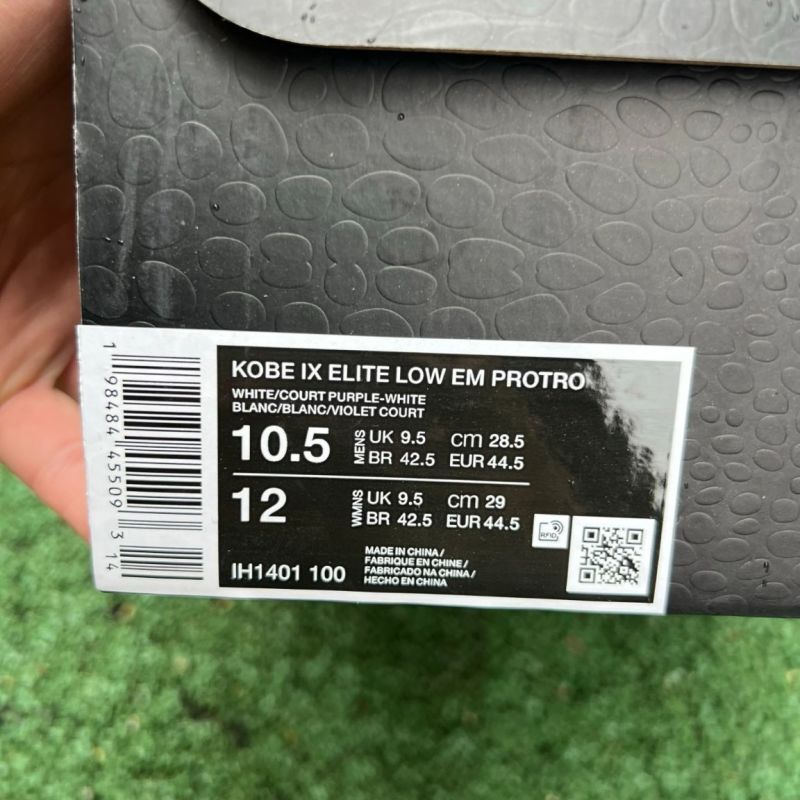 KOBE IX ELITE LOW EM PROTRO
WHITE/COURT PURPLE-WHITE
BLANC/BLANC/VIOLET COURT
10.5 MENS UK 9.5 cm 28.5
BR 42.5 EUR 44.5
12 WMNS UK 9.5 cm 29
BR 42.5 EUR 44.5
RFID
IH1401 100
MADE IN CHINA/
FABRIQUE EN CHINE/
FABRICADO NA CHINA/
HECHO EN CHINA
1 98484 45509 3 14